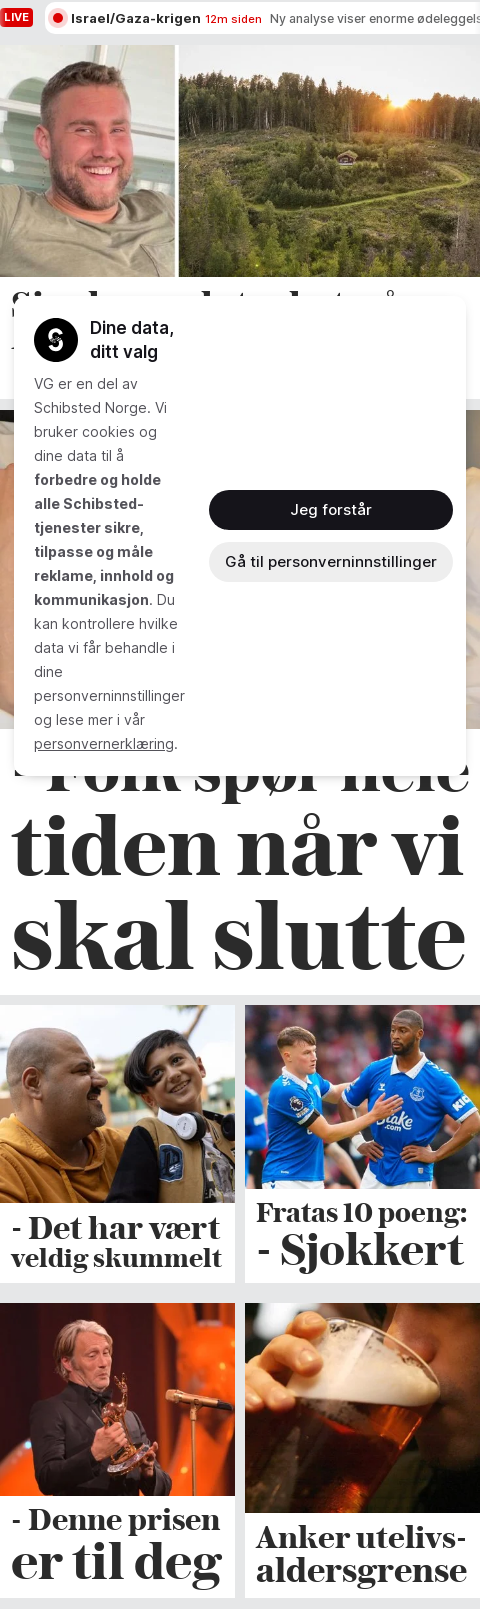 LIVE
Israel/Gaza-krigen 12m siden Ny analyse viser enorme ødeleggels
Dine data,
ditt valg
VG er en del av
Schibsted Norge. Vi
bruker cookies og
dine data til å
forbedre og holde
alle Schibsted-
tjenester sikre,
tilpasse og måle
reklame, innhold og
kommunikasjon. Du
kan kontrollere hvilke
data vi får behandle i
dine
personverninnstillinger
og lese mer i vår
personvernerklæring.
Jeg forstår
Gå til personverninnstillinger
- Folk spør hele
tiden når vi
skal slutte
- Det har vært
veldig skummelt
Fratas 10 poeng:
- Sjokkert
- Denne prisen
er til deg
Anker utelivs-
aldersgrense